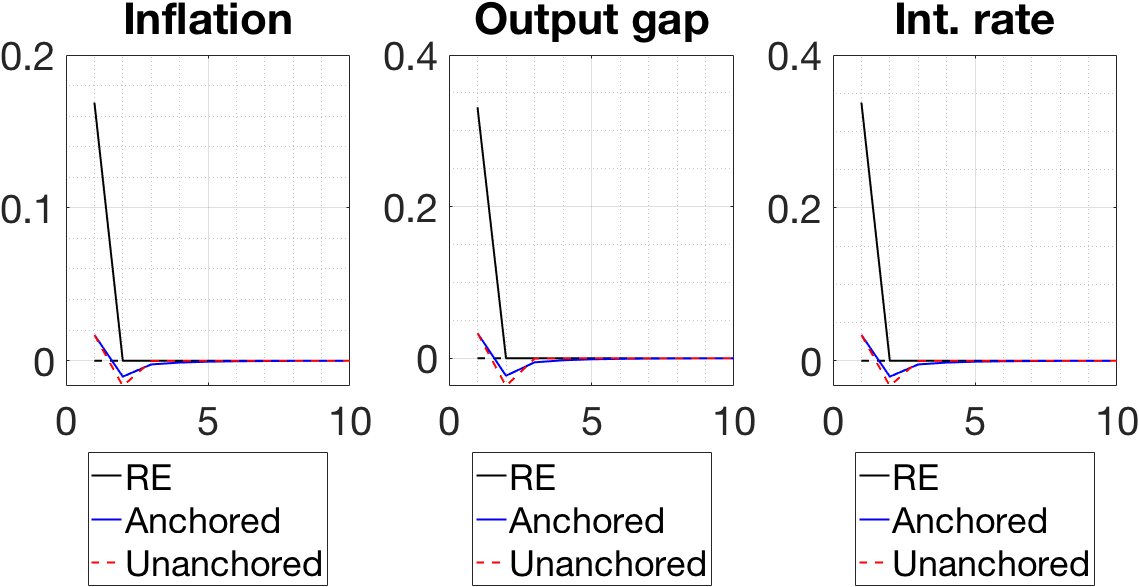 Inflation
0.2
0.1
0
0 5 10
RE
Anchored
Unanchored
Output gap
0.4
0.2
0
0 5 10
RE
Anchored
Unanchored
Int. rate
0.4
0.2
0
0 5 10
RE
Anchored
Unanchored